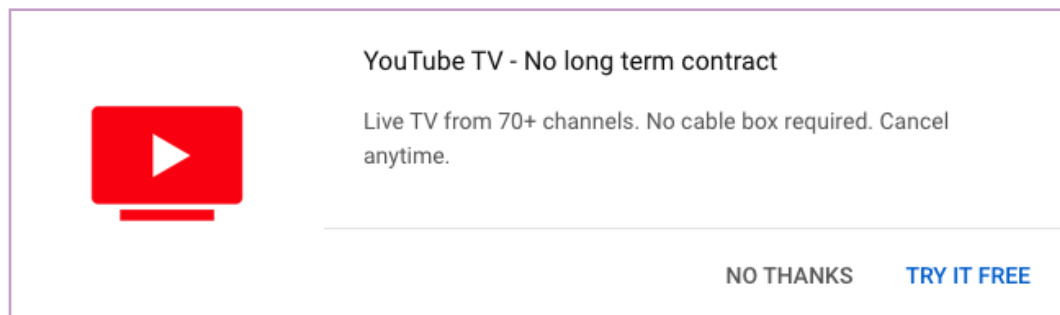 YouTube TV - No long term contract
Live TV from 70+ channels. No cable box required. Cancel
anytime.
NO THANKS TRY IT FREE